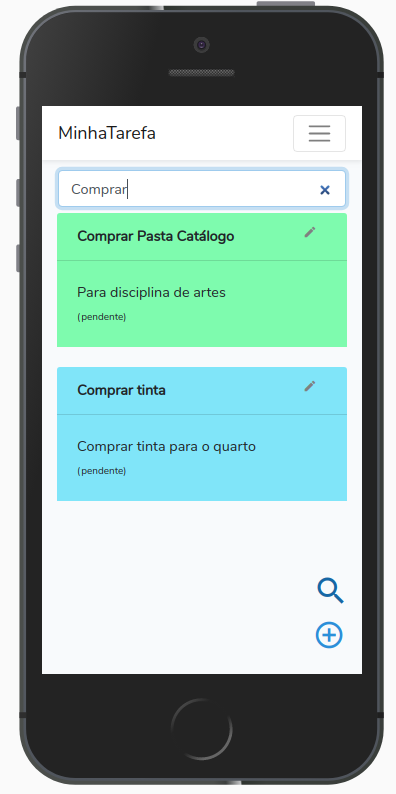 MinhaTarefa
Comprar
Comprar Pasta Catálogo
Para disciplina de artes
(pendente)
Comprar tinta
Comprar tinta para o quarto
(pendente)